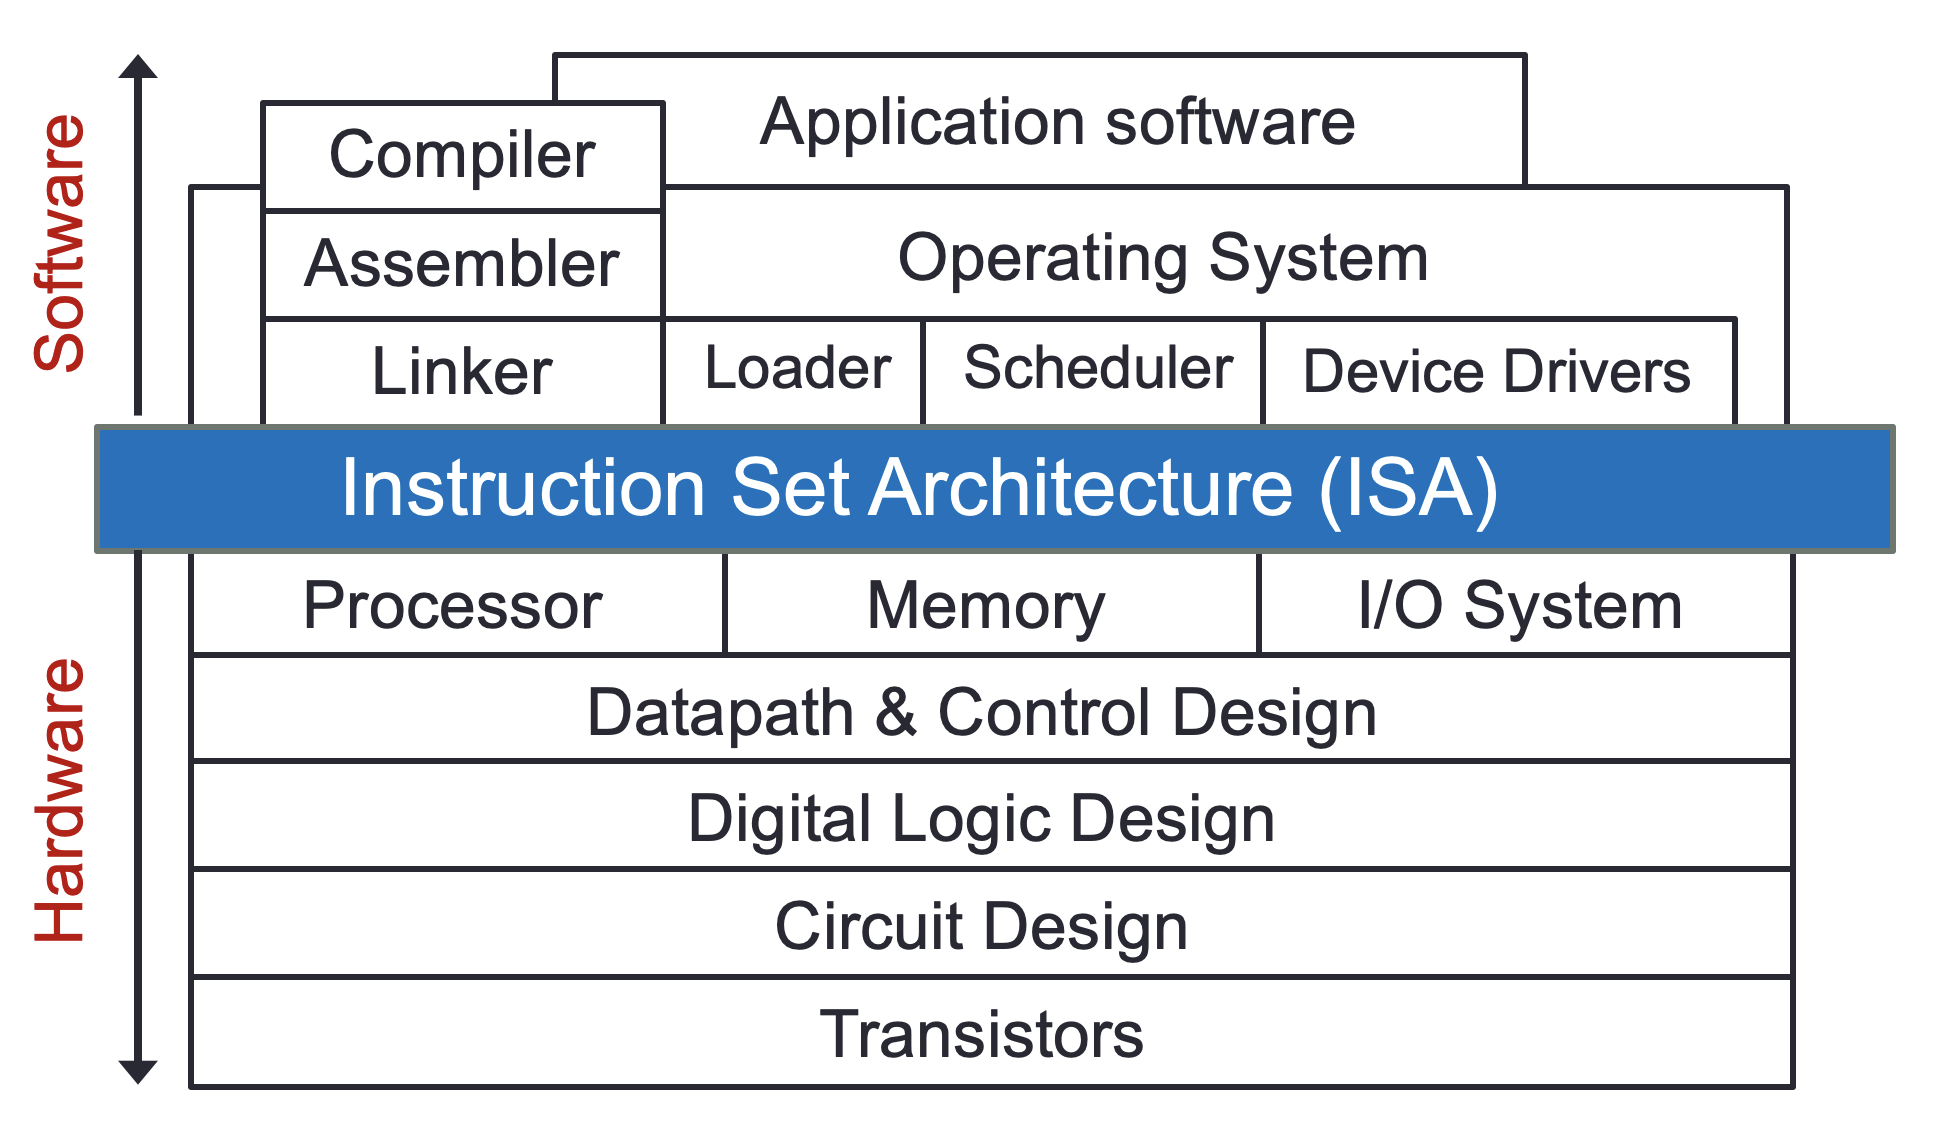 Software
Application software
Compiler
Assembler
Operating System
Linker
Loader
Scheduler
Device Drivers
Instruction Set Architecture (ISA)
Hardware
Processor
Memory
I/O System
Datapath & Control Design
Digital Logic Design
Circuit Design
Transistors